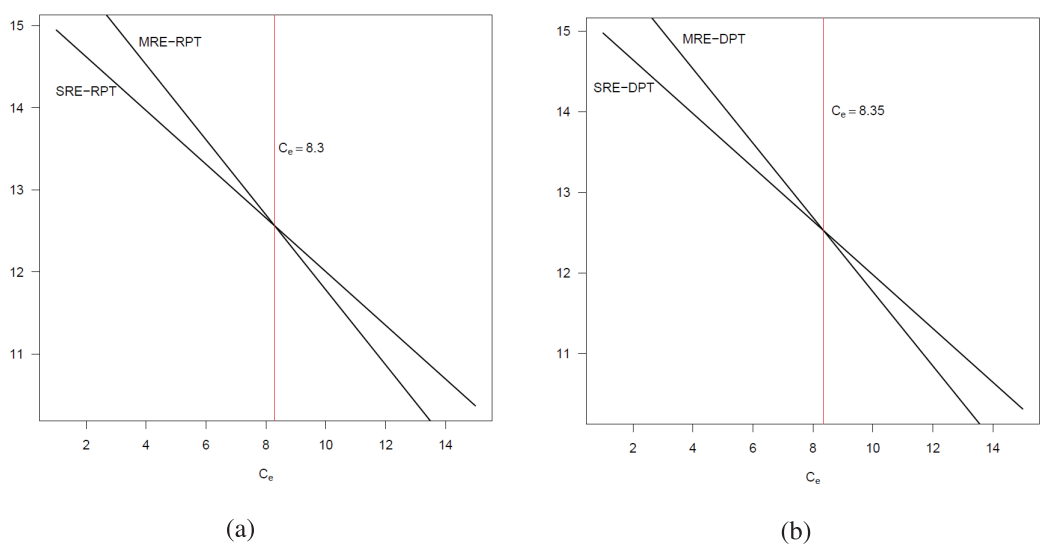 15
14
13
12
11
MRE−RPT
SRE−RPT
Cₑ = 8.3
2 4 6 8 10 12 14
Cₑ
(a)
15
14
13
12
11
MRE−DPT
SRE−DPT
Cₑ = 8.35
2 4 6 8 10 12 14
Cₑ
(b)